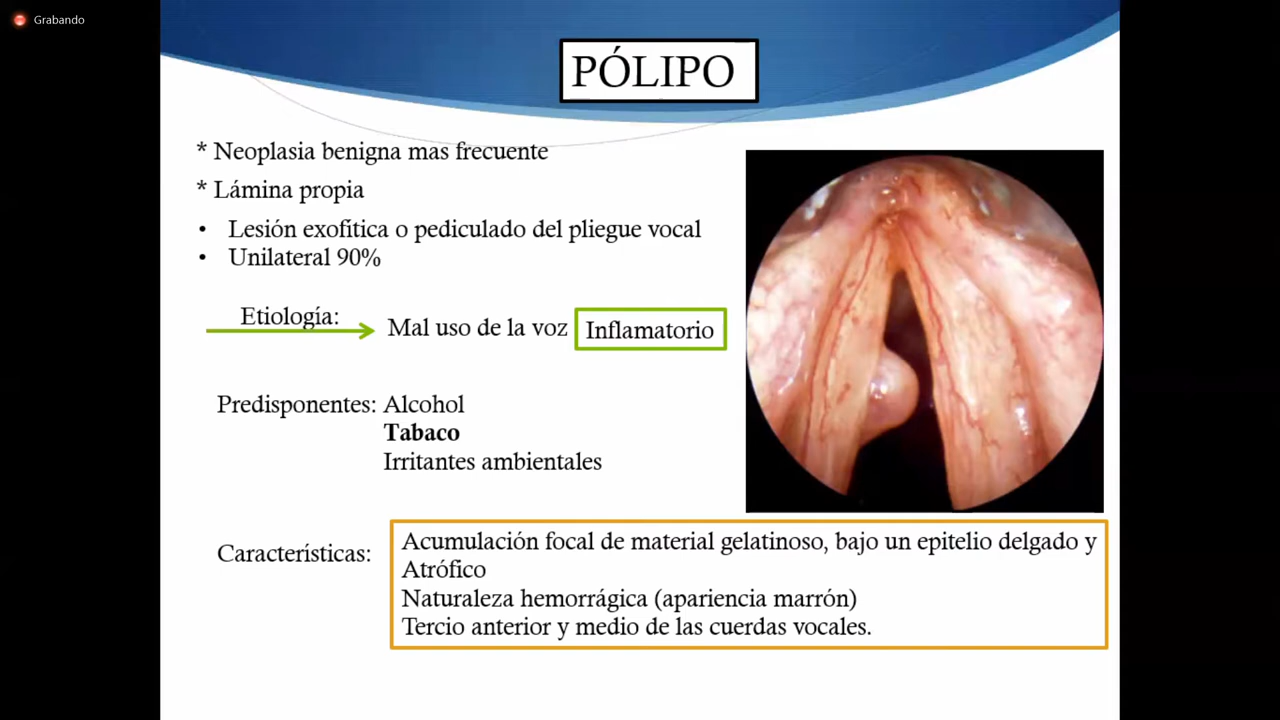 Grabando
PÓLIPO
* Neoplasia benigna mas frecuente
* Lámina propia
• Lesión exofítica o pediculado del pliegue vocal
• Unilateral 90%
Etiología:
Mal uso de la voz
Inflamatorio
Predisponentes: Alcohol
Tabaco
Irritantes ambientales
Características:
Acumulación focal de material gelatinoso, bajo un epitelio delgado y
Atrófico
Naturaleza hemorrágica (apariencia marrón)
Tercio anterior y medio de las cuerdas vocales.